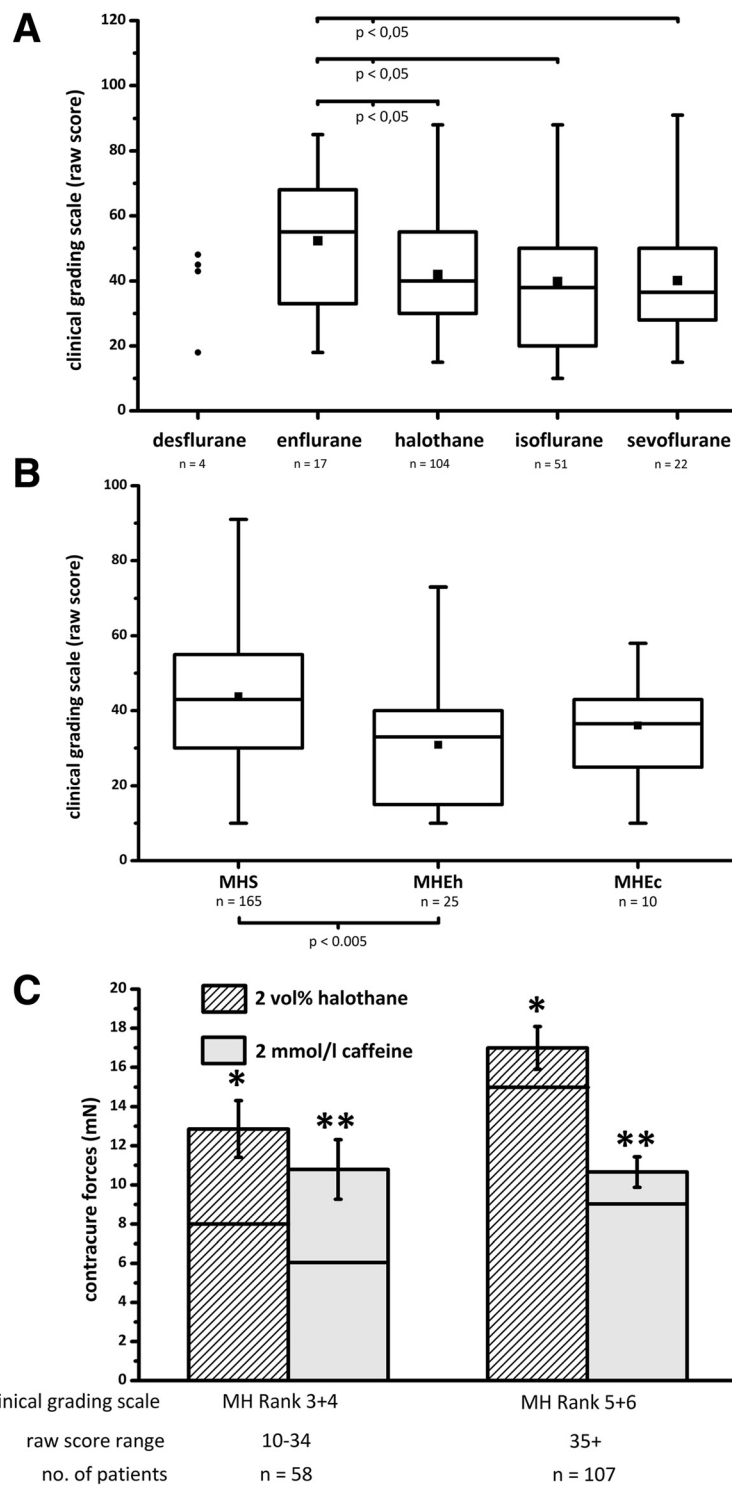 A
120
100
80
60
40
20
0
clinical grading scale (raw score)
p < 0,05
p < 0,05
p < 0,05
desflurane enflurane halothane isoflurane sevoflurane
n = 4 n = 17 n = 104 n = 51 n = 22
B
100
80
60
40
20
0
clinical grading scale (raw score)
MHS MHEh MHEc
n = 165 n = 25 n = 10
p < 0.005
C
20
18
16
14
12
10
8
6
4
2
0
contracure forces (mN)
2 vol% halothane
2 mmol/l caffeine
* ** * **
inical grading scale MH Rank 3+4 MH Rank 5+6
raw score range 10-34 35+
no. of patients n = 58 n = 107